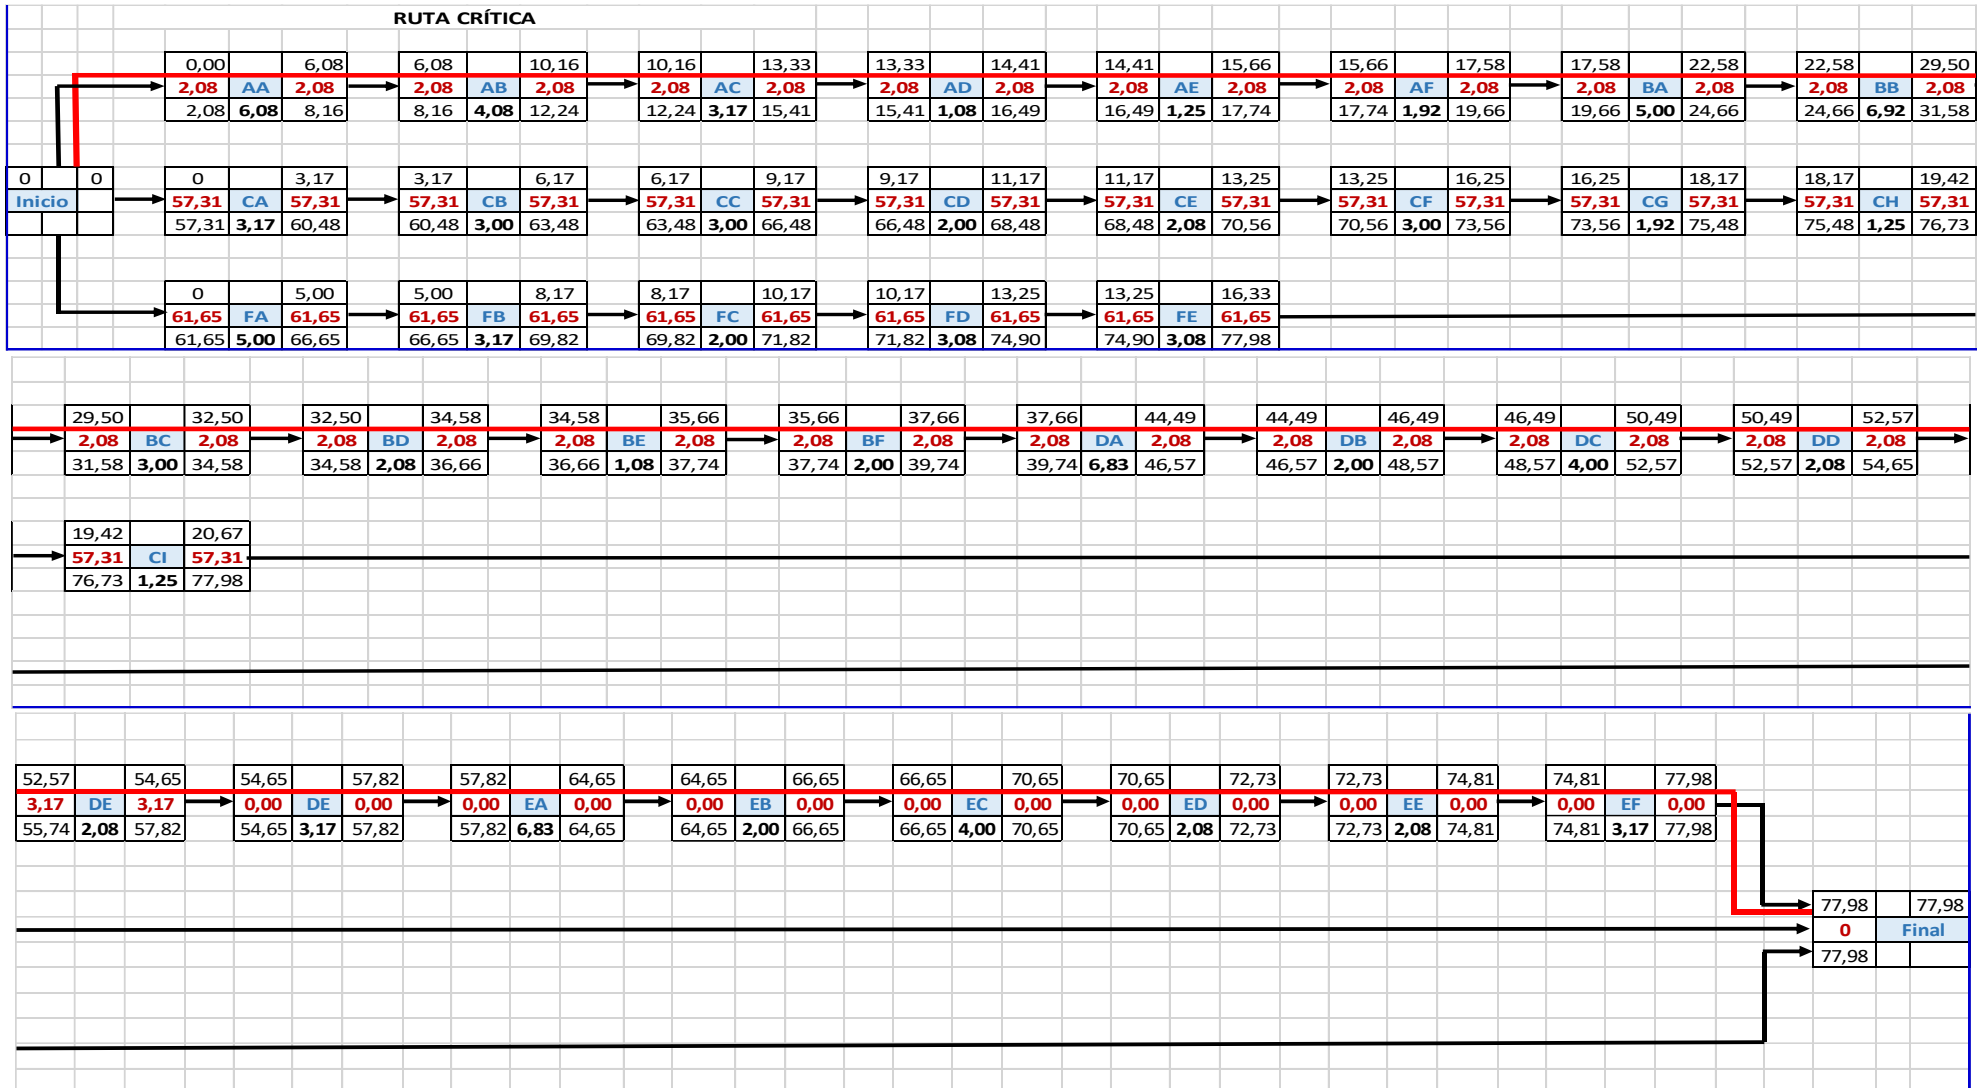 RUTA CRÍTICA
0,00 6,08 6,08 10,16 10,16 13,33 13,33 14,41 14,41 15,66 15,66 17,58 17,58 22,58 22,58 29,50
2,08 AA 2,08 2,08 AB 2,08 2,08 AC 2,08 2,08 AD 2,08 2,08 AE 2,08 2,08 AF 2,08 2,08 BA 2,08 2,08 BB 2,08
2,08 6,08 8,16 8,16 4,08 12,24 12,24 3,17 15,41 15,41 1,08 16,49 16,49 1,25 17,74 17,74 1,92 19,66 19,66 5,00 24,66 24,66 6,92 31,58
0 0 0 3,17 3,17 6,17 6,17 9,17 9,17 11,17 11,17 13,25 13,25 16,25 16,25 18,17 18,17 19,42
Inicio 57,31 CA 57,31 57,31 CB 57,31 57,31 CC 57,31 57,31 CD 57,31 57,31 CE 57,31 57,31 CF 57,31 57,31 CG 57,31 57,31 CH 57,31
57,31 3,17 60,48 60,48 3,00 63,48 63,48 3,00 66,48 66,48 2,00 68,48 68,48 2,08 70,56 70,56 3,00 73,56 73,56 1,92 75,48 75,48 1,25 76,73
0 5,00 5,00 8,17 8,17 10,17 10,17 13,25 13,25 16,33
61,65 FA 61,65 61,65 FB 61,65 61,65 FC 61,65 61,65 FD 61,65 61,65 FE 61,65
61,65 5,00 66,65 66,65 3,17 69,82 69,82 2,00 71,82 71,82 3,08 74,90 74,90 3,08 77,98
29,50 32,50 32,50 34,58 34,58 35,66 35,66 37,66 37,66 44,49 44,49 46,49 46,49 50,49 50,49 52,57
2,08 BC 2,08 2,08 BD 2,08 2,08 BE 2,08 2,08 BF 2,08 2,08 DA 2,08 2,08 DB 2,08 2,08 DC 2,08 2,08 DD 2,08
31,58 3,00 34,58 34,58 2,08 36,66 36,66 1,08 37,74 37,74 2,00 39,74 39,74 6,83 46,57 46,57 2,00 48,57 48,57 4,00 52,57 52,57 2,08 54,65
19,42 20,67
57,31 CI 57,31
76,73 1,25 77,98
52,57 54,65 54,65 57,82 57,82 64,65 64,65 66,65 66,65 70,65 70,65 72,73 72,73 74,81 74,81 77,98
3,17 DE 3,17 0,00 DE 0,00 0,00 EA 0,00 0,00 EB 0,00 0,00 EC 0,00 0,00 ED 0,00 0,00 EE 0,00 0,00 EF 0,00
55,74 2,08 57,82 54,65 3,17 57,82 57,82 6,83 64,65 64,65 2,00 66,65 66,65 4,00 70,65 70,65 2,08 72,73 72,73 2,08 74,81 74,81 3,17 77,98
77,98 77,98
0 Final
77,98